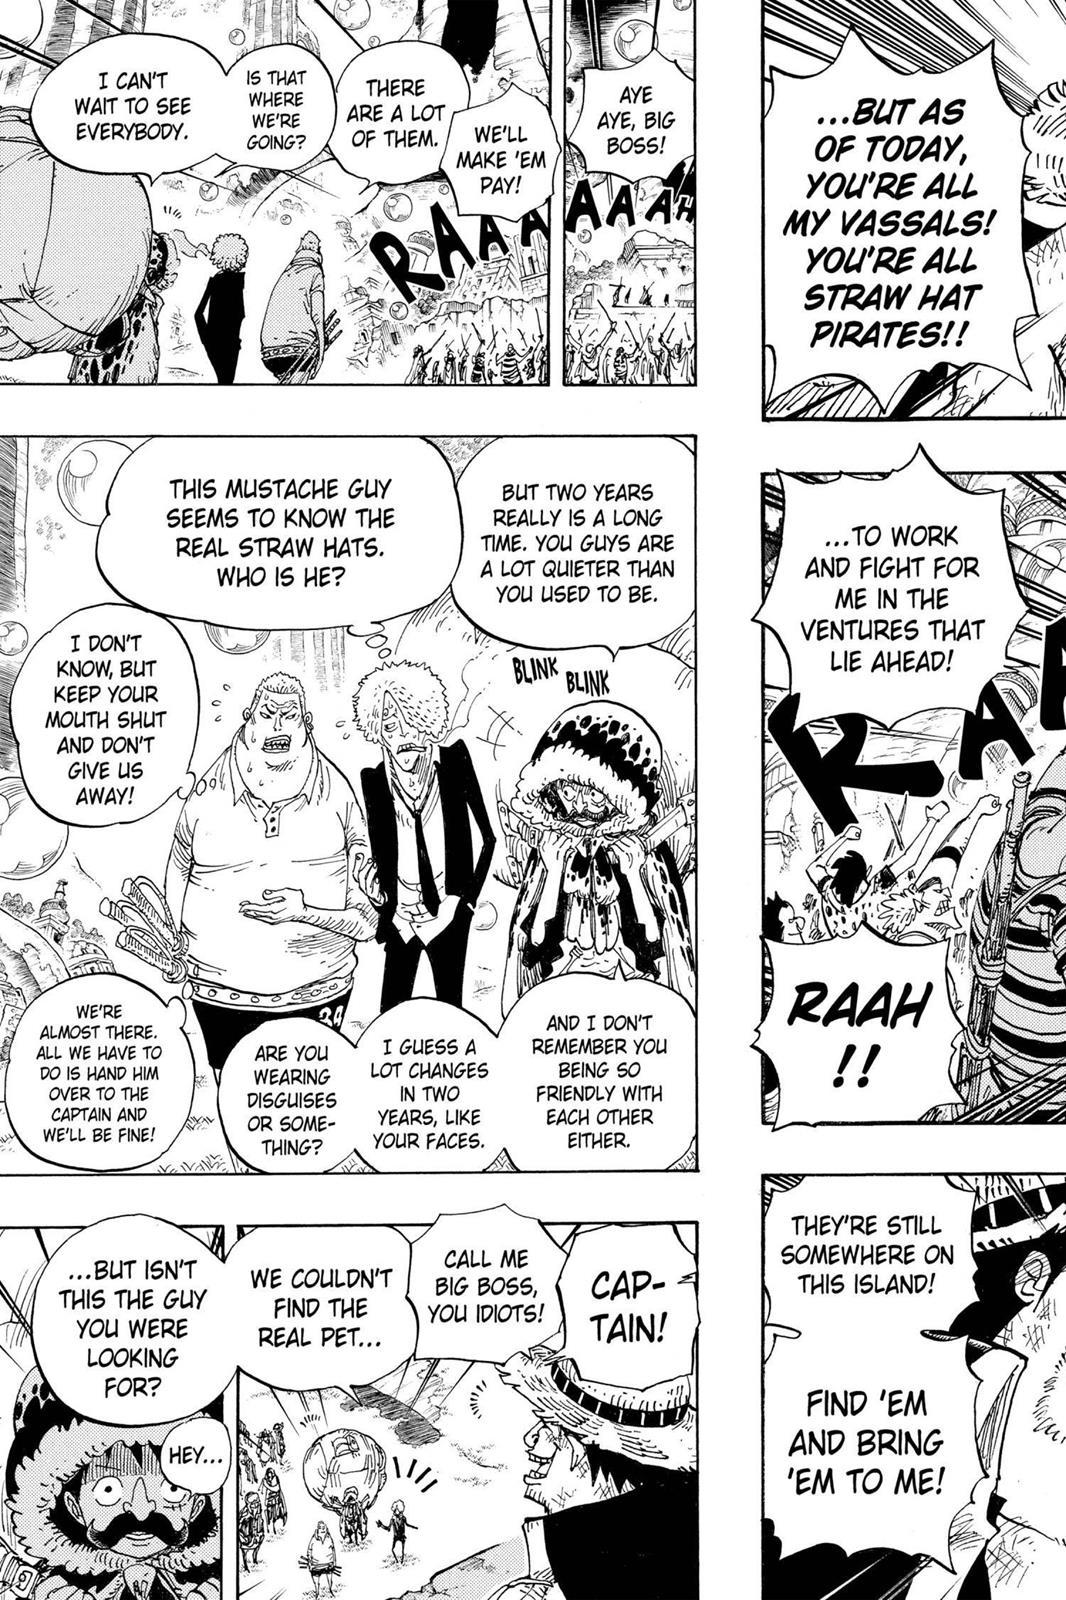 ...BUT AS
OF TODAY,
YOU'RE ALL
MY VASSALS!
YOU'RE ALL
STRAW HAT
PIRATES!!
...TO WORK
AND FIGHT FOR
ME IN THE
VENTURES THAT
LIE AHEAD!
RAA
RAAH
!!
THEY'RE STILL
SOMEWHERE ON
THIS ISLAND!
FIND 'EM
AND BRING
'EM TO ME!
AYE
AYE, BIG
BOSS!
RAAAAAAH
WE'LL
MAKE 'EM
PAY!
THERE
ARE A LOT
OF THEM.
IS THAT
WHERE
WE'RE
GOING?
I CAN'T
WAIT TO SEE
EVERYBODY.
BUT TWO YEARS
REALLY IS A LONG
TIME. YOU GUYS ARE
A LOT QUIETER THAN
YOU USED TO BE.
BLINK
BLINK
THIS MUSTACHE GUY
SEEMS TO KNOW THE
REAL STRAW HATS.
WHO IS HE?
I DON'T
KNOW, BUT
KEEP YOUR
MOUTH SHUT
AND DON'T
GIVE US
AWAY!
34
AND I DON'T
REMEMBER YOU
BEING SO
FRIENDLY WITH
EACH OTHER
EITHER.
I GUESS A
LOT CHANGES
IN TWO
YEARS, LIKE
YOUR FACES.
ARE YOU
WEARING
DISGUISES
OR SOME-
THING?
WE'RE
ALMOST THERE.
ALL WE HAVE TO
DO IS HAND HIM
OVER TO THE
CAPTAIN AND
WE'LL BE FINE!
CAP-
TAIN!
CALL ME
BIG BOSS,
YOU IDIOTS!
WE COULDN'T
FIND THE
REAL PET...
...BUT ISN'T
THIS THE GUY
YOU WERE
LOOKING
FOR?
HEY...